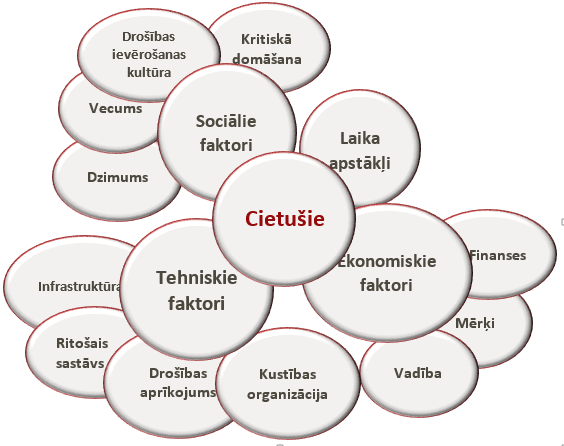 Drošības
ievērošanas
kultūra
Kritiskā
domāšana
Vecums
Sociālie
faktori
Laika
apstākļi
Dzimums
Cietušie
Ekonomiskie
faktori
Finanses
Tehniskie
faktori
Infrastruktūra
Mērķi
Ritošais
sastāvs
Drošības
aprīkojums
Kustības
organizācija
Vadība